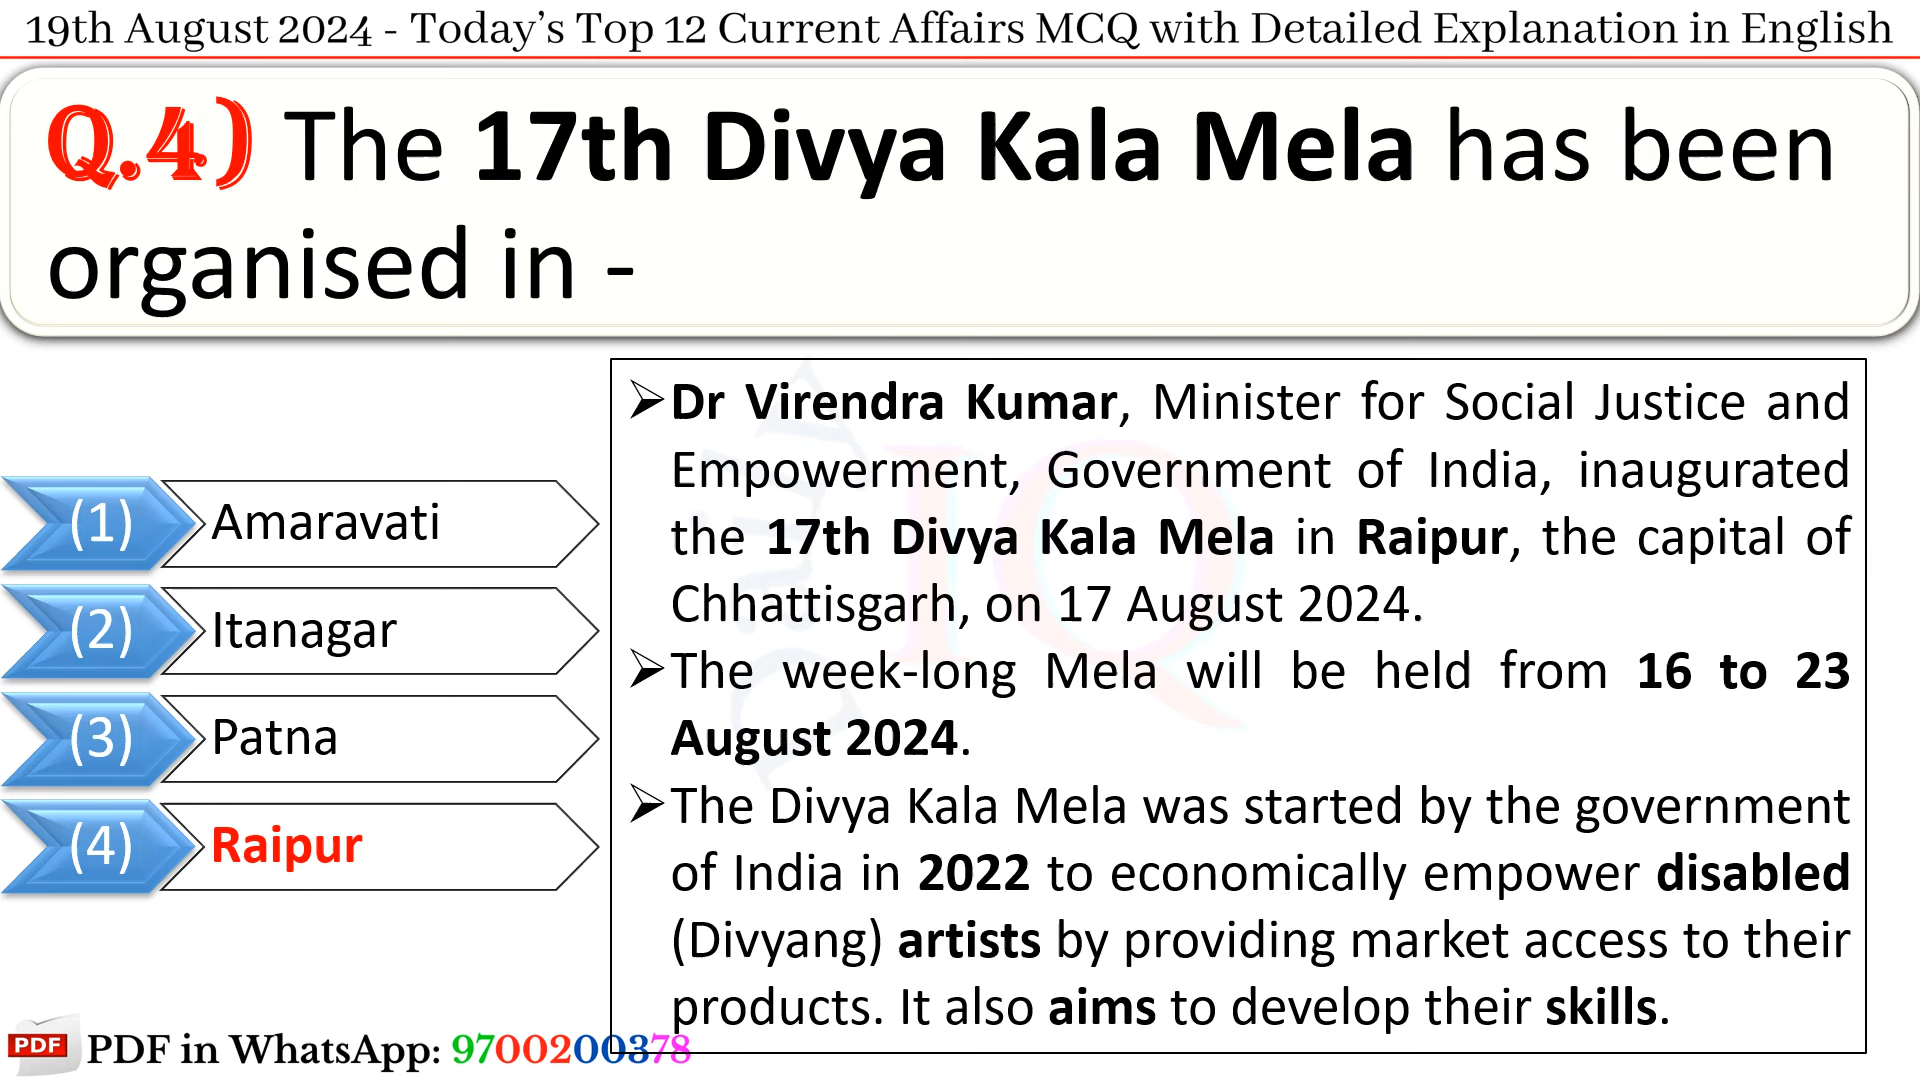 19th August 2024 - Today’s Top 12 Current Affairs MCQ with Detailed Explanation in English
Q.4) The 17th Divya Kala Mela has been
organised in -
(1) Amaravati
(2) Itanagar
(3) Patna
(4) Raipur
➢Dr Virendra Kumar, Minister for Social Justice and
Empowerment, Government of India, inaugurated
the 17th Divya Kala Mela in Raipur, the capital of
Chhattisgarh, on 17 August 2024.
➢The week-long Mela will be held from 16 to 23
August 2024.
➢The Divya Kala Mela was started by the government
of India in 2022 to economically empower disabled
(Divyang) artists by providing market access to their
products. It also aims to develop their skills.
Daily
IQ
PDF
PDF in WhatsApp: 9700200378